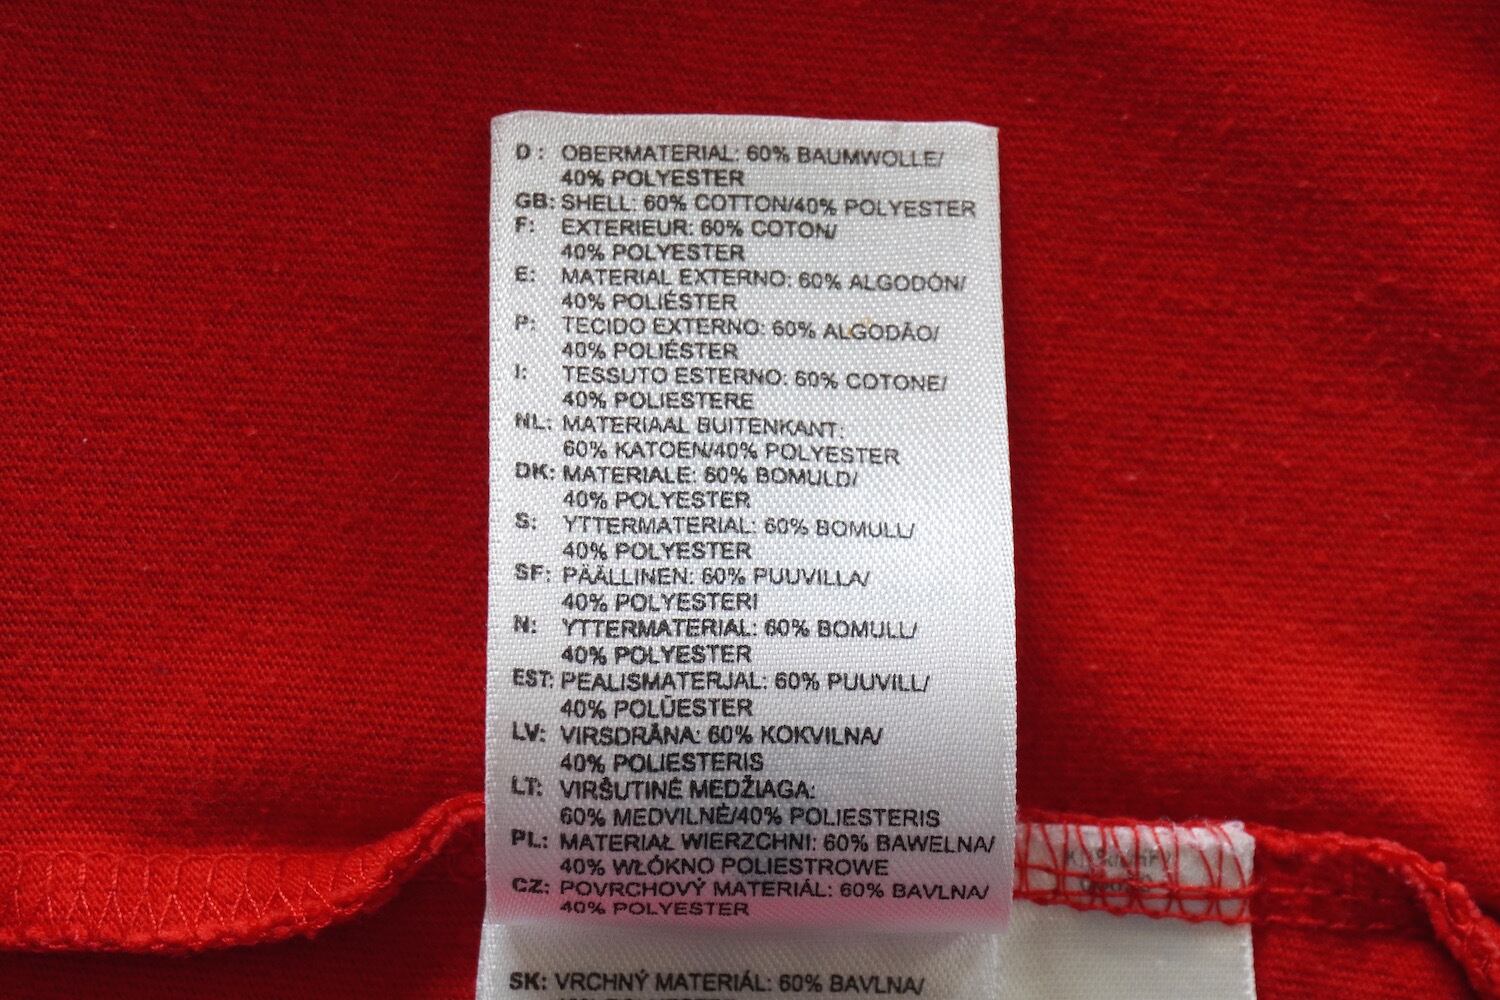 D : OBERMATERIAL: 60% BAUMWOLLE/
40% POLYESTER
GB: SHELL: 60% COTTON/40% POLYESTER
F: EXTERIEUR: 60% COTON/
40% POLYESTER
E: MATERIAL EXTERNO: 60% ALGODÓN/
40% POLIÉSTER
P: TECIDO EXTERNO: 60% ALGODÃO/
40% POLIÉSTER
I: TESSUTO ESTERNO: 60% COTONE/
40% POLIESTERE
NL: MATERIAAL BUITENKANT:
60% KATOEN/40% POLYESTER
DK: MATERIALE: 60% BOMULD/
40% POLYESTER
S: YTTERMATERIAL: 60% BOMULL/
40% POLYESTER
SF: PÄÄLLINEN: 60% PUUVILLA/
40% POLYESTERI
N: YTTERMATERIAL: 60% BOMULL/
40% POLYESTER
EST: PEALISMATERJAL: 60% PUUVILL/
40% POLÜESTER
LV: VIRSDRĀNA: 60% KOKVILNA/
40% POLIESTERIS
LT: VIRŠUTINĖ MEDŽIAGA:
60% MEDVILNĖ/40% POLIESTERIS
PL: MATERIAŁ WIERZCHNI: 60% BAWEŁNA/
40% WŁÓKNO POLIESTROWE
CZ: POVRCHOVÝ MATERIÁL: 60% BAVLNA/
40% POLYESTER
SK: VRCHNÝ MATERIÁL: 60% BAVLNA/